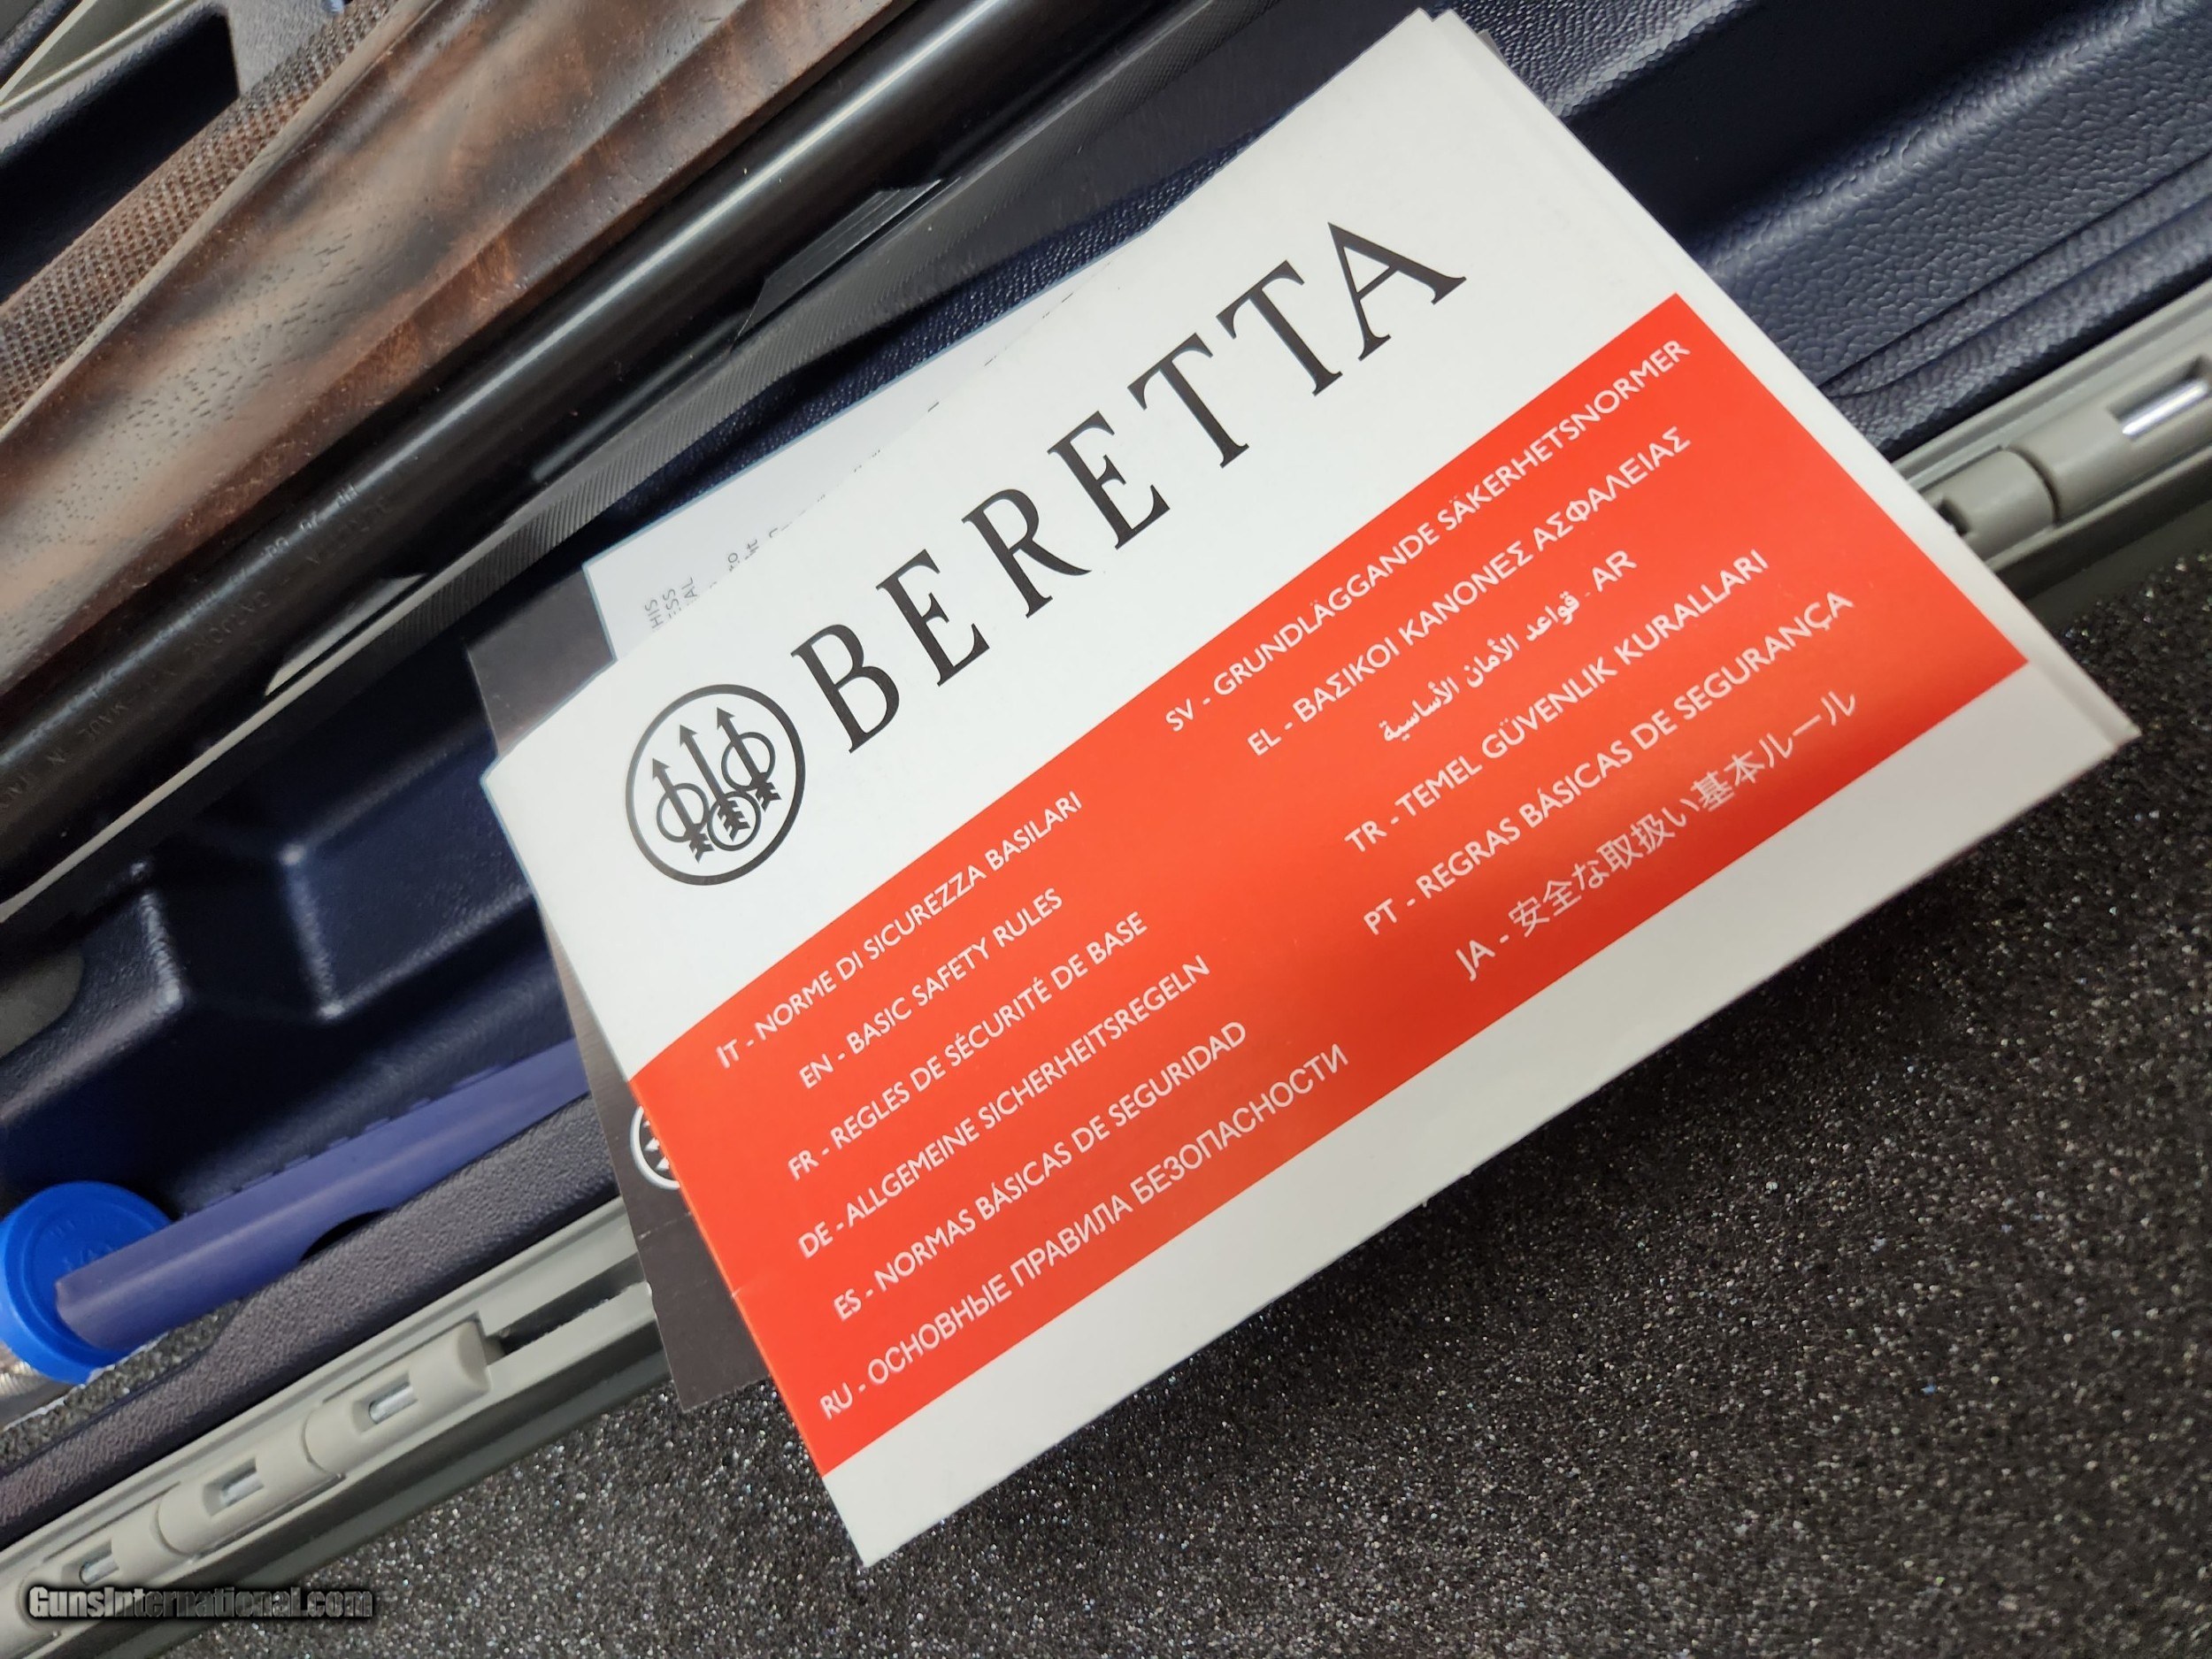 BERETTA
IT - NORME DI SICUREZZA BASILARI
EN - BASIC SAFETY RULES
FR - REGLES DE SÉCURITÉ DE BASE
DE - ALLGEMEINE SICHERHEITSREGELN
ES - NORMAS BÁSICAS DE SEGURIDAD
RU - ОСНОВНЫЕ ПРАВИЛА БЕЗОПАСНОСТИ
SV - GRUNDLÄGGANDE SÄKERHETSNORMER
EL - ΒΑΣΙΚΟΙ ΚΑΝΟΝΕΣ ΑΣΦΑΛΕΙΑΣ
قواعد الأمان الأساسية - AR
TR - TEMEL GÜVENLIK KURALLARI
PT - REGRAS BÁSICAS DE SEGURANÇA
JA - 安全な取扱い基本ルール
GunsInternational.com